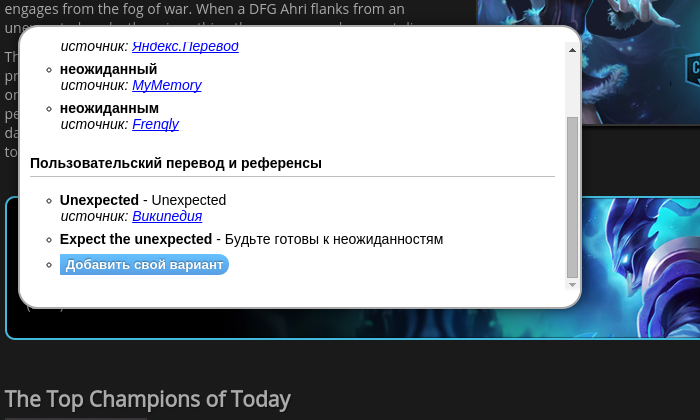 engages from the fog of war. When a DFG Ahri flanks from an
источник: Яндекс.Перевод
неожиданный
источник: MyMemory
неожиданным
источник: Frengly
Пользовательский перевод и референсы
Unexpected - Unexpected
источник: Википедия
Expect the unexpected - Будьте готовы к неожиданностям
Добавить свой вариант
The Top Champions of Today